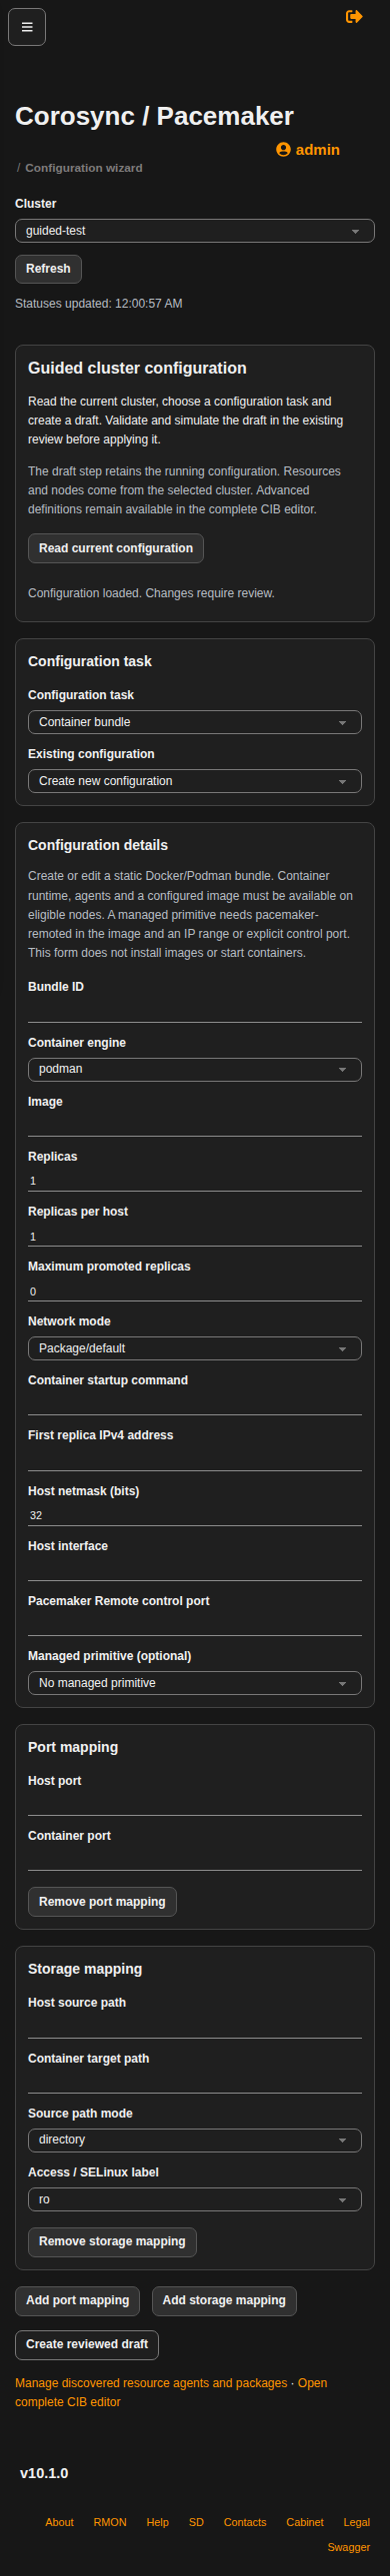 Corosync / Pacemaker
admin
/ Configuration wizard
Cluster
guided-test
Refresh
Statuses updated: 12:00:57 AM
Guided cluster configuration
Read the current cluster, choose a configuration task and
create a draft. Validate and simulate the draft in the existing
review before applying it.
The draft step retains the running configuration. Resources
and nodes come from the selected cluster. Advanced
definitions remain available in the complete CIB editor.
Read current configuration
Configuration loaded. Changes require review.
Configuration task
Configuration task
Container bundle
Existing configuration
Create new configuration
Configuration details
Create or edit a static Docker/Podman bundle. Container
runtime, agents and a configured image must be available on
eligible nodes. A managed primitive needs pacemaker-
remoted in the image and an IP range or explicit control port.
This form does not install images or start containers.
Bundle ID
Container engine
podman
Image
Replicas
1
Replicas per host
1
Maximum promoted replicas
0
Network mode
Package/default
Container startup command
First replica IPv4 address
Host netmask (bits)
32
Host interface
Pacemaker Remote control port
Managed primitive (optional)
No managed primitive
Port mapping
Host port
Container port
Remove port mapping
Storage mapping
Host source path
Container target path
Source path mode
directory
Access / SELinux label
ro
Remove storage mapping
Add port mapping Add storage mapping
Create reviewed draft
Manage discovered resource agents and packages · Open
complete CIB editor
v10.1.0
About RMON Help SD Contacts Cabinet Legal
Swagger